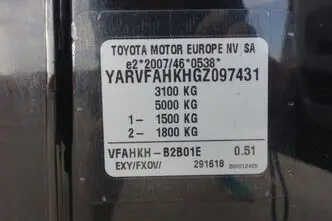 TOYOTA MOTOR EUROPE NV SA
e2*2007/46*0538*
YARVFAHKHGZ097431
3100 KG
5000 KG
1- 1500 KG
2- 1800 KG
VFAHKH-B2B01E 0.51
EXY/FXOV/ 291618